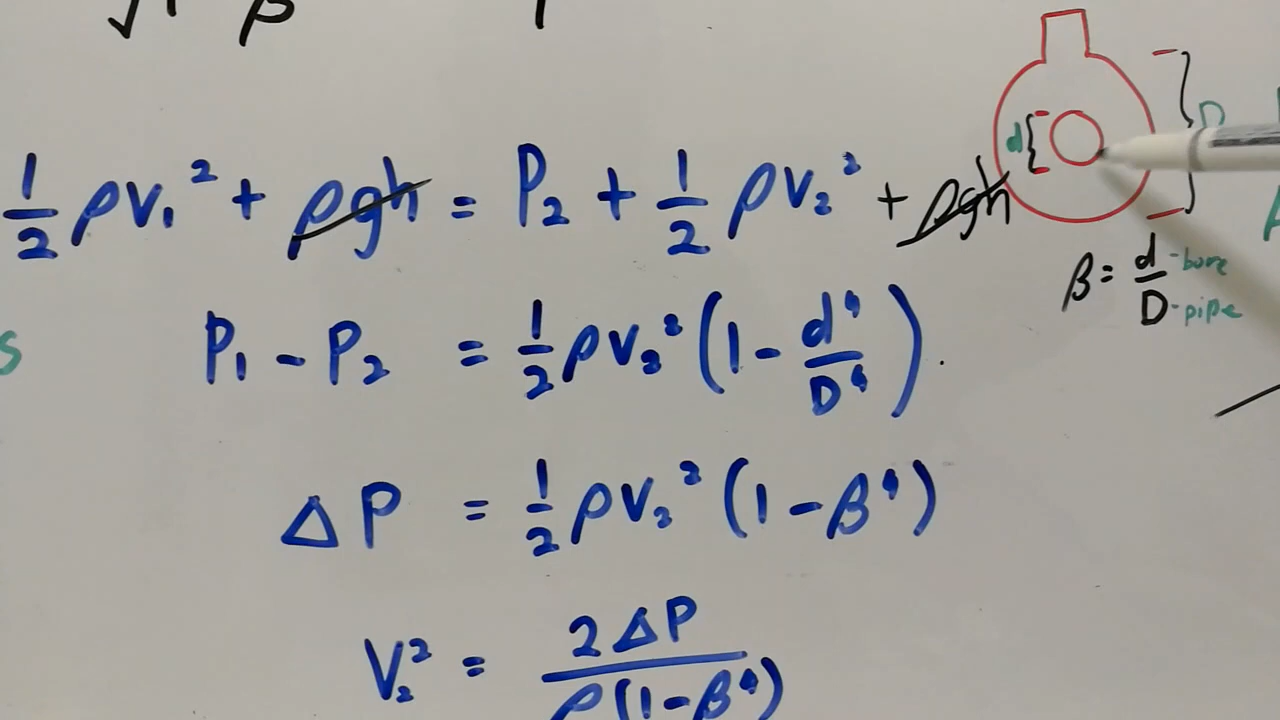 β
1/2 ρV₁² + ρgh = P₂ + 1/2 ρV₂² + ρgh
d
D
β = d/D
-bore
-pipe
s
P₁ - P₂ = 1/2 ρV₂² (1 - d⁴/D⁴).
ΔP = 1/2 ρV₂² (1 - β⁴)
V₂² = 2ΔP / ρ(1-β⁴)